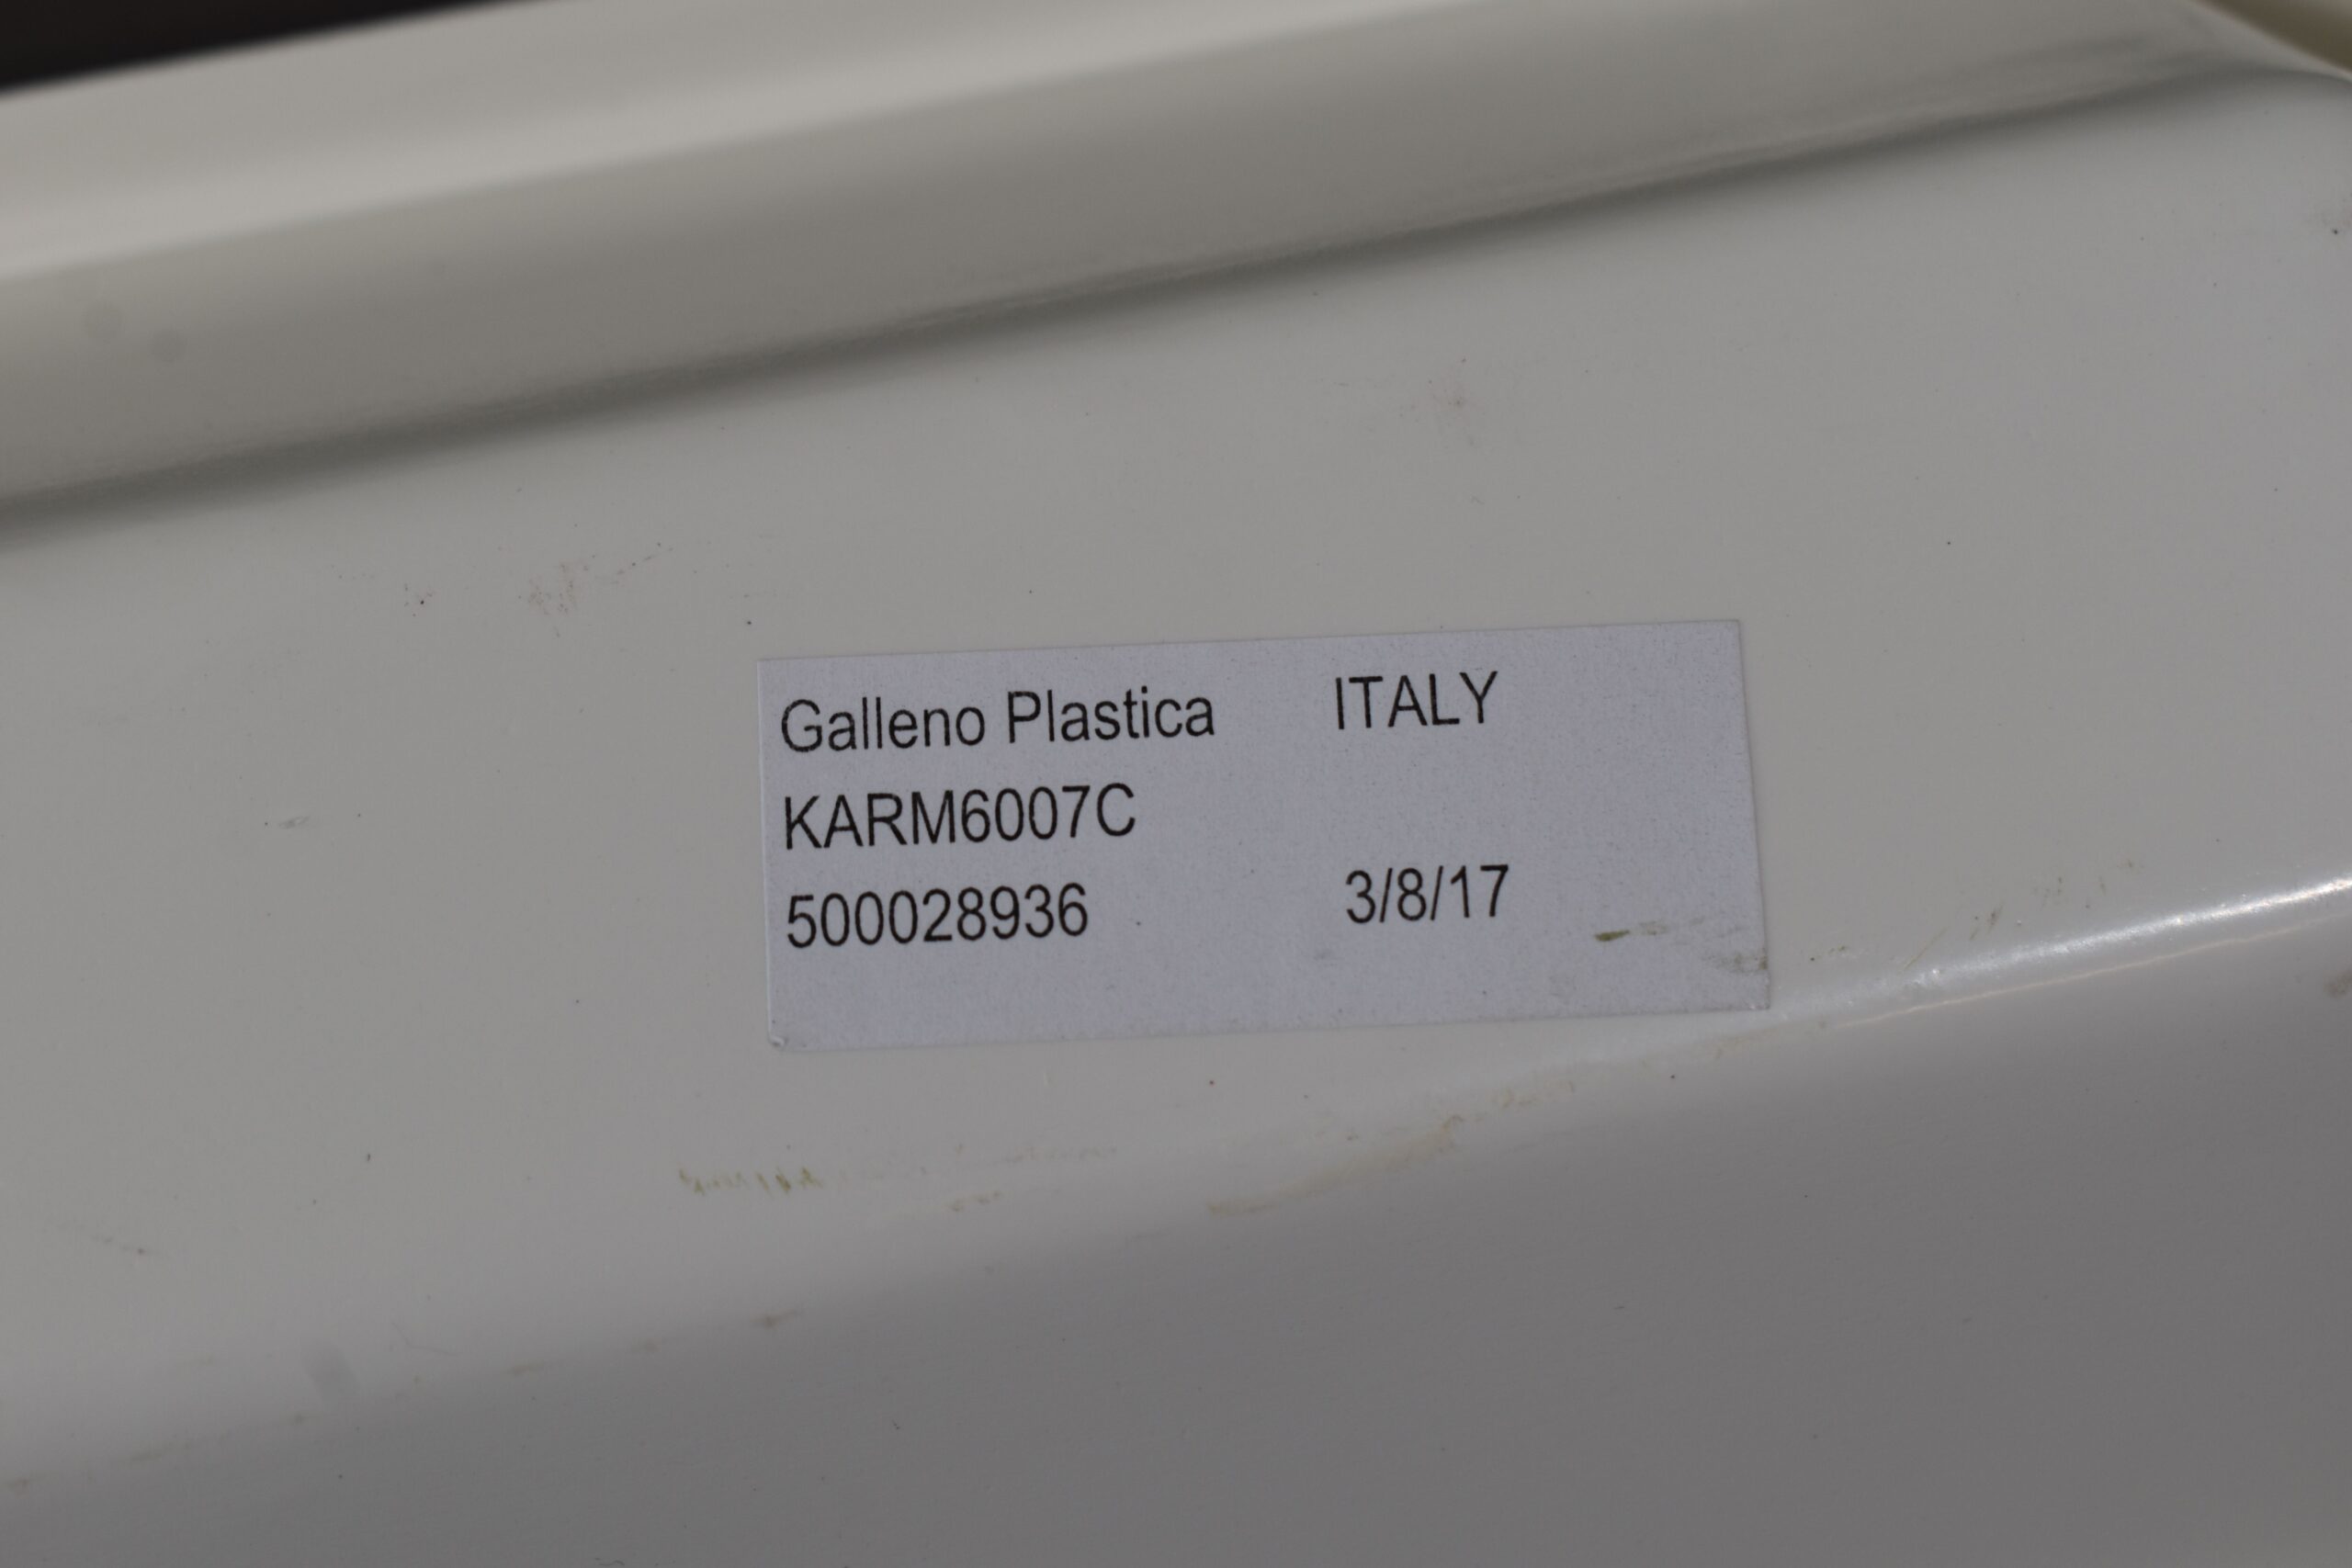 Galleno Plastica ITALY
KARM6007C
500028936 3/8/17